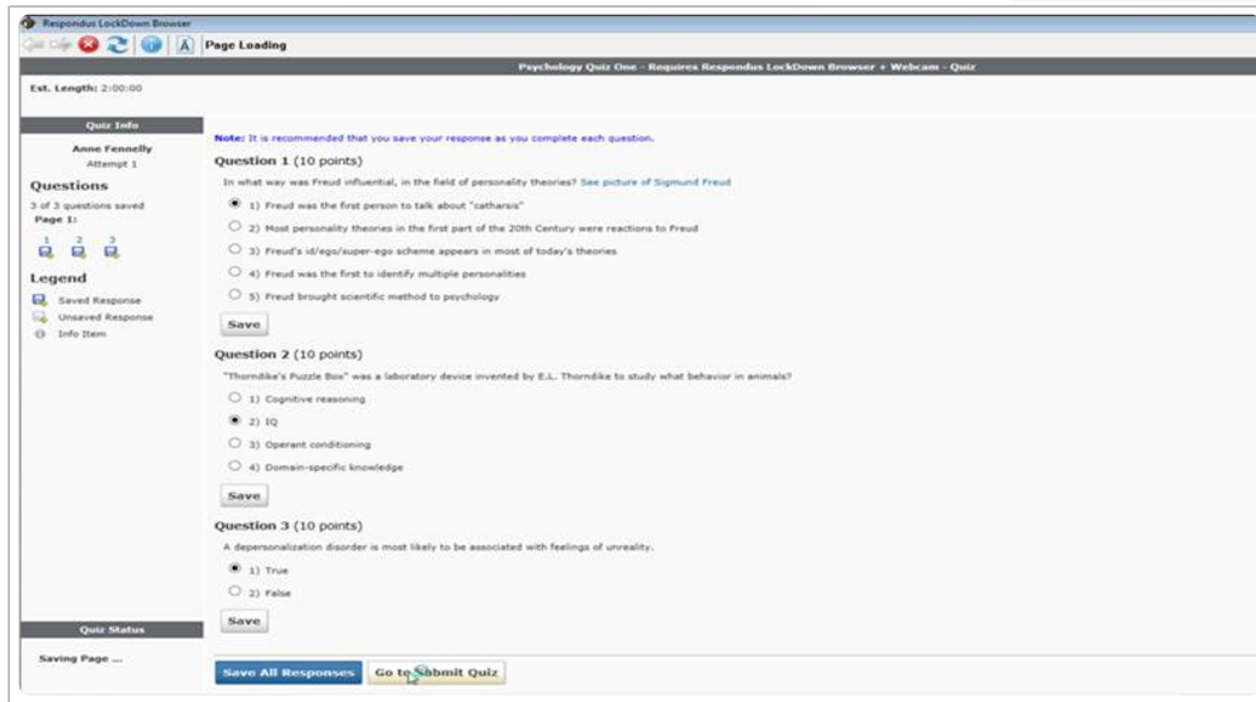 Respondus LockDown Browser
Page Loading
Psychology Quiz One - Requires Respondus LockDown Browser + Webcam - Quiz
Est. Length: 2:00:00
Quiz Info
Anne Fennelly
Attempt 1
Questions
3 of 3 questions saved
Page 1:
1 2 3
Legend
Saved Response
Unsaved Response
Info Item
Quiz Status
Saving Page ...
Note: It is recommended that you save your response as you complete each question.
Question 1 (10 points)
In what way was Freud influential, in the field of personality theories? See picture of Sigmund Freud
1) Freud was the first person to talk about "catharsis"
2) Most personality theories in the first part of the 20th Century were reactions to Freud
3) Freud's id/ego/super-ego scheme appears in most of today's theories
4) Freud was the first to identify multiple personalities
5) Freud brought scientific method to psychology
Save
Question 2 (10 points)
"Thorndike's Puzzle Box" was a laboratory device invented by E.L. Thorndike to study what behavior in animals?
1) Cognitive reasoning
2) IQ
3) Operant conditioning
4) Domain-specific knowledge
Save
Question 3 (10 points)
A depersonalization disorder is most likely to be associated with feelings of unreality.
1) True
2) False
Save
Save All Responses
Go to Submit Quiz